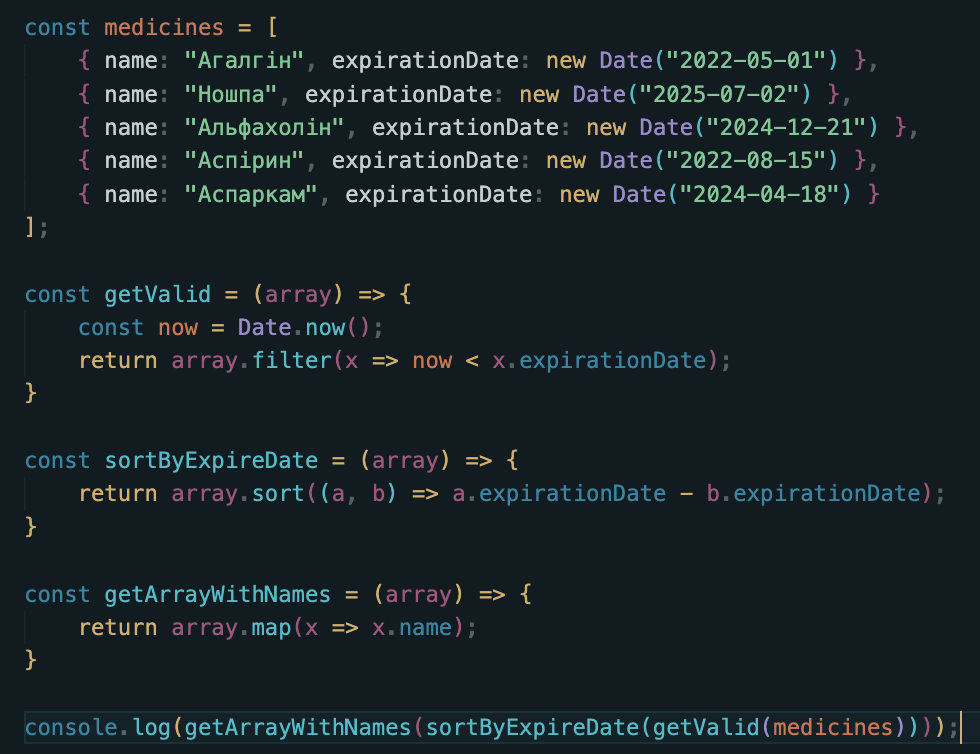 const medicines = [
    { name: "Агалгін", expirationDate: new Date("2022-05-01") },
    { name: "Ношпа", expirationDate: new Date("2025-07-02") },
    { name: "Альфахолін", expirationDate: new Date("2024-12-21") },
    { name: "Аспірин", expirationDate: new Date("2022-08-15") },
    { name: "Аспаркам", expirationDate: new Date("2024-04-18") }
];

const getValid = (array) => {
    const now = Date.now();
    return array.filter(x => now < x.expirationDate);
}

const sortByExpireDate = (array) => {
    return array.sort((a, b) => a.expirationDate - b.expirationDate);
}

const getArrayWithNames = (array) => {
    return array.map(x => x.name);
}

console.log(getArrayWithNames(sortByExpireDate(getValid(medicines))));